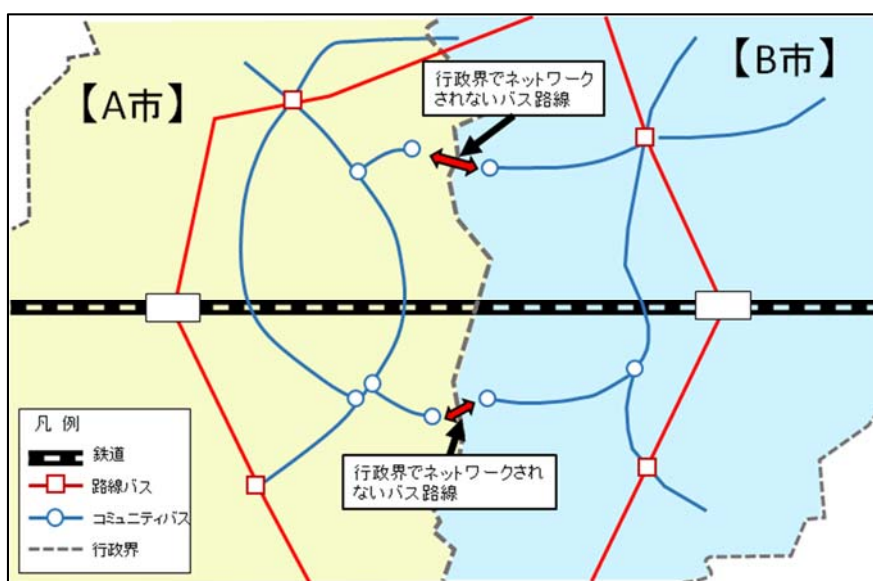 【A市】
行政界でネットワーク
されないバス路線
【B市】
行政界でネットワークされ
ないバス路線
凡 例
鉄道
路線バス
コミュニティバス
行政界